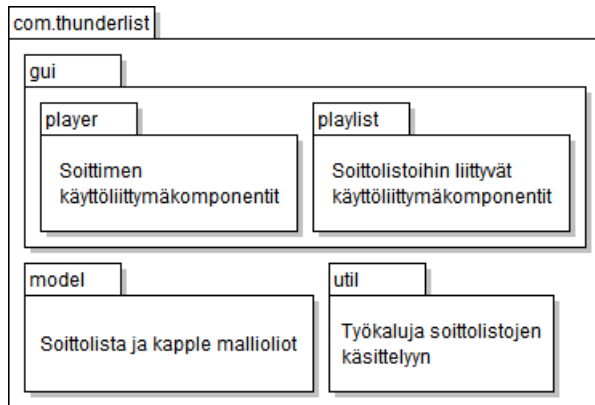 com.thunderlist
gui
player
Soittimen
käyttöliittymäkomponentit
playlist
Soittolistoihin liittyvät
käyttöliittymäkomponentit
model
Soittolista ja kapple mallioliot
util
Työkaluja soittolistojen
käsittelyyn